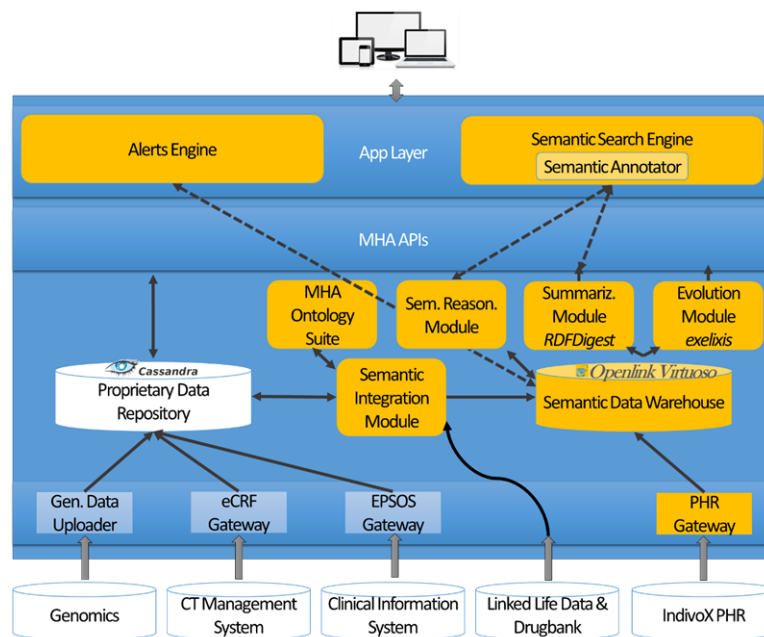 Alerts Engine
App Layer
Semantic Search Engine
Semantic Annotator
MHA APIs
MHA
Ontology
Suite
Sem. Reason.
Module
Summariz.
Module
RDFDigest
Evolution
Module
exelixis
Cassandra
Proprietary Data
Repository
Semantic
Integration
Module
Openlink Virtuoso
Semantic Data Warehouse
Gen. Data
Uploader
eCRF
Gateway
EPSOS
Gateway
PHR
Gateway
Genomics
CT Management
System
Clinical Information
System
Linked Life Data &
Drugbank
IndivoX PHR